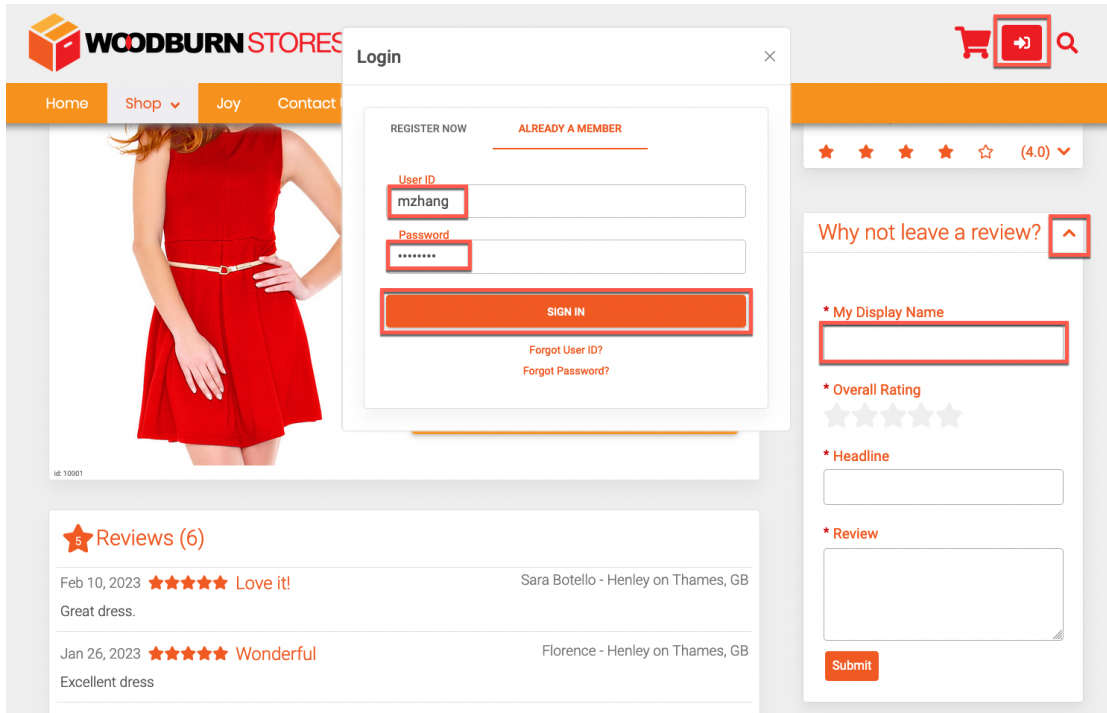 WOODBURN STORES
Home
Shop
Joy
Contact
Login
×
REGISTER NOW
ALREADY A MEMBER
User ID
mzhang
Password
••••••••
SIGN IN
Forgot User ID?
Forgot Password?
(4.0)
Why not leave a review?
* My Display Name
* Overall Rating
* Headline
* Review
Submit
id: 10001
5 Reviews (6)
Feb 10, 2023 Love it! Sara Botello - Henley on Thames, GB
Great dress.
Jan 26, 2023 Wonderful Florence - Henley on Thames, GB
Excellent dress